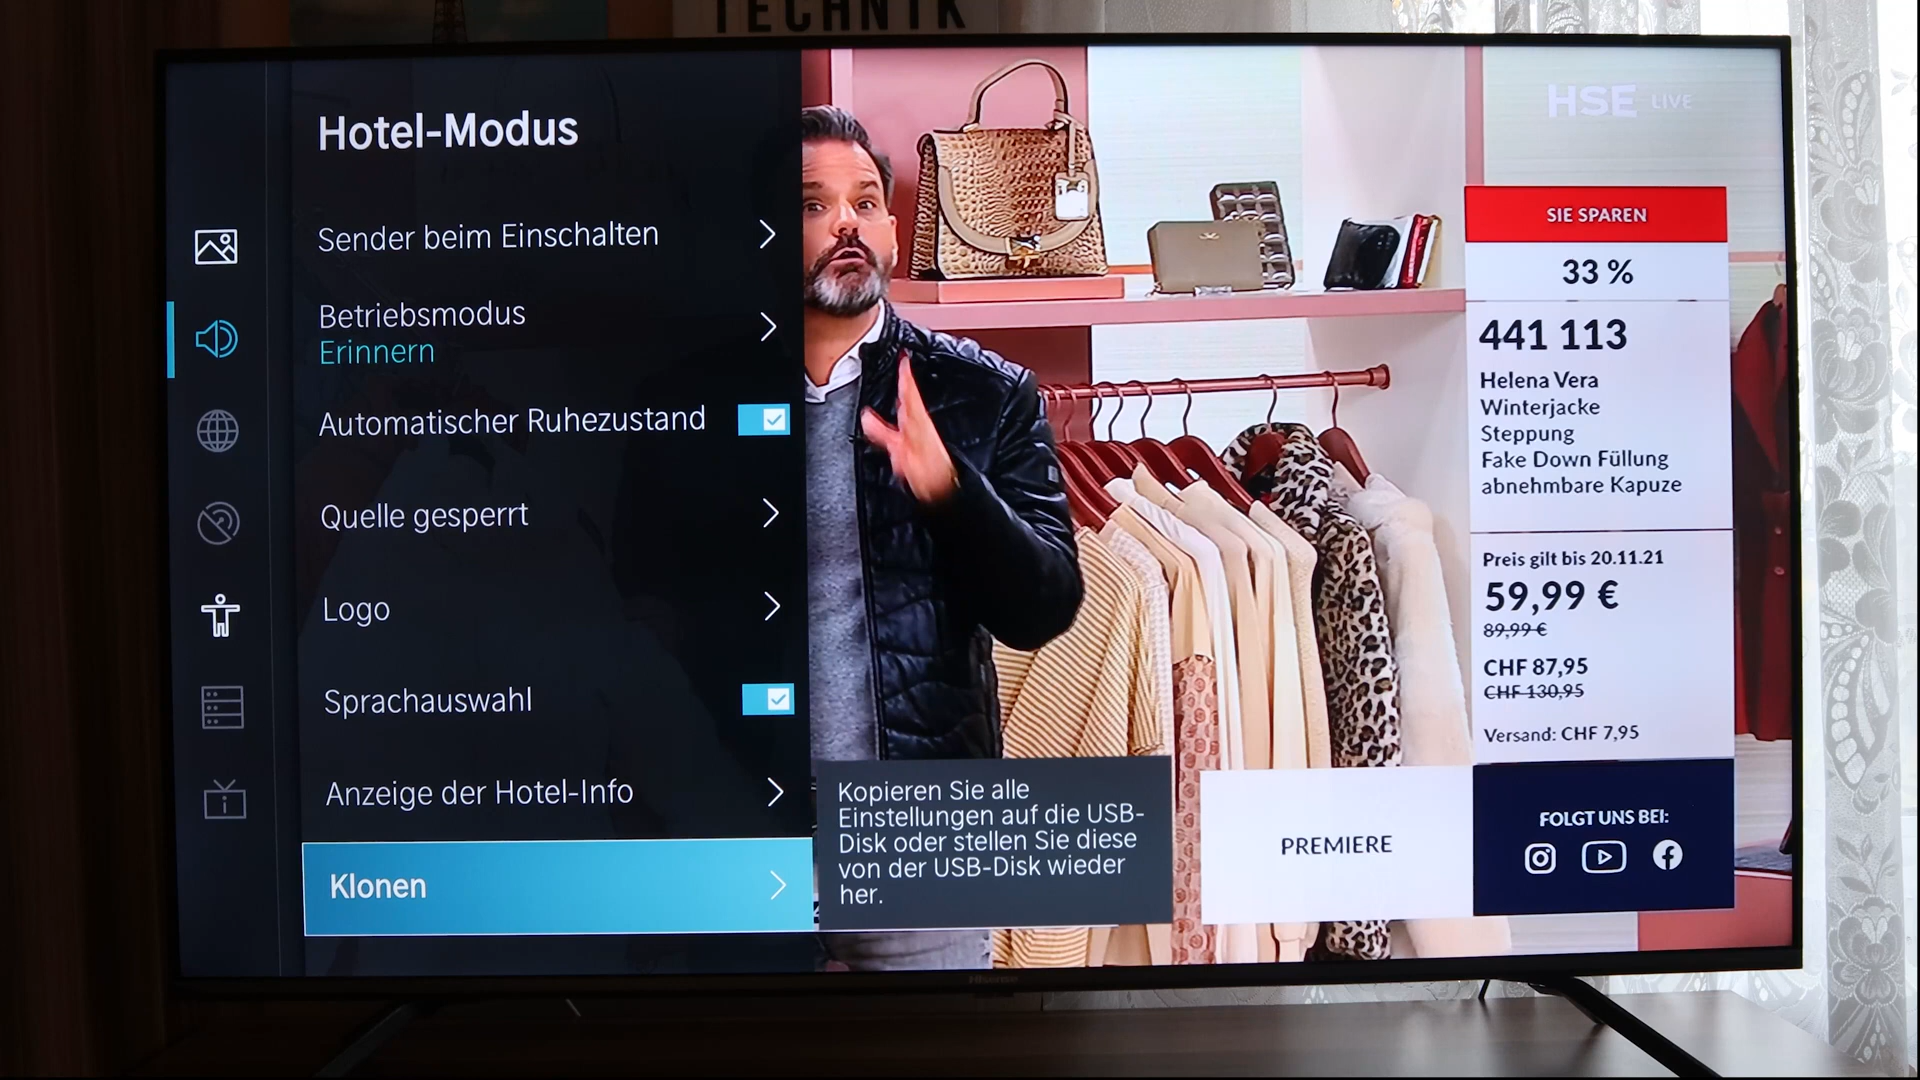 TECHNIK
Hotel-Modus
Sender beim Einschalten
Betriebsmodus
Erinnern
Automatischer Ruhezustand
Quelle gesperrt
Logo
Sprachauswahl
Anzeige der Hotel-Info
Klonen
Kopieren Sie alle
Einstellungen auf die USB-
Disk oder stellen Sie diese
von der USB-Disk wieder
her.
HSE LIVE
SIE SPAREN
33 %
441 113
Helena Vera
Winterjacke
Steppung
Fake Down Füllung
abnehmbare Kapuze
Preis gilt bis 20.11.21
59,99 €
89,99 €
CHF 87,95
CHF 130,95
Versand: CHF 7,95
PREMIERE
FOLGT UNS BEI:
Hisense